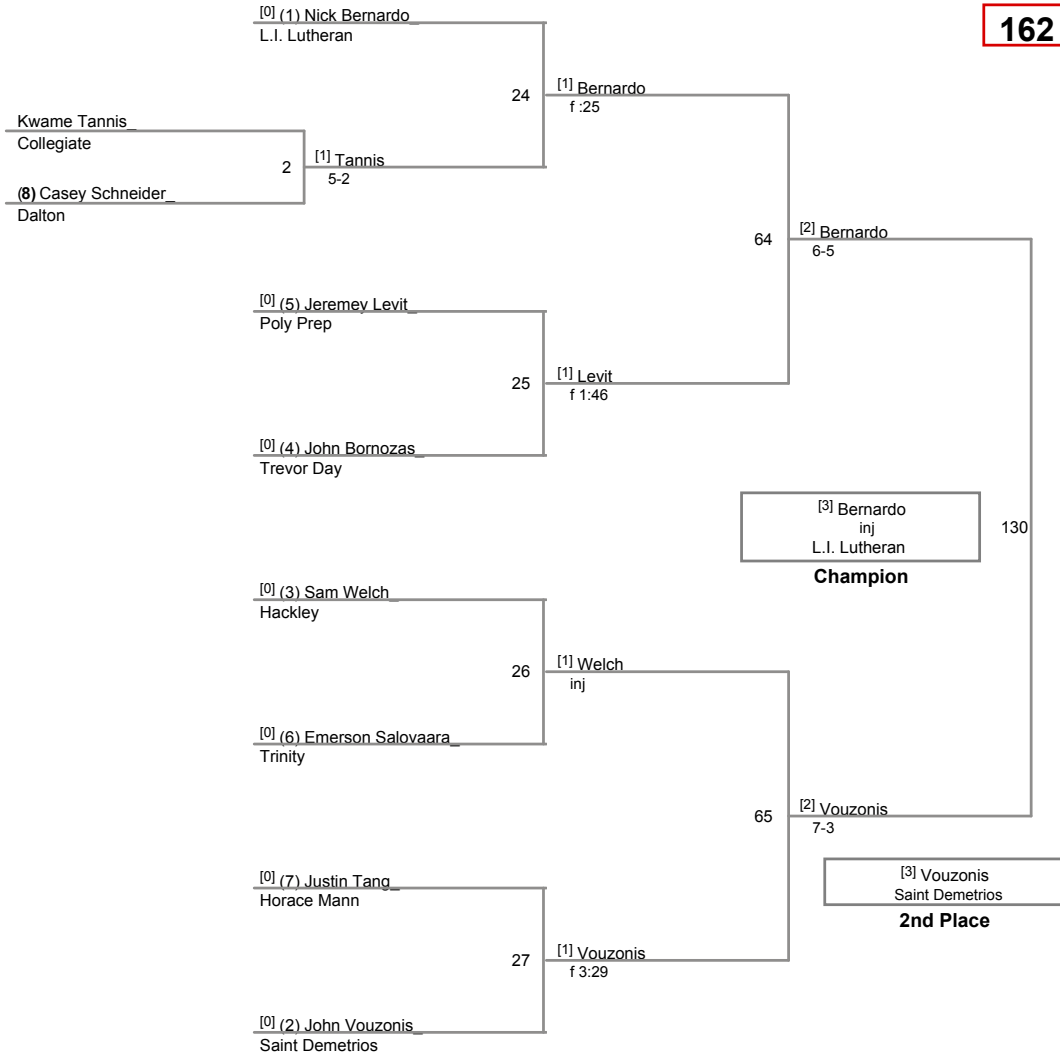 [0] (1) Nick Bernardo_
L.I. Lutheran
162
24
[1] Bernardo
f :25
Kwame Tannis_
Collegiate
2
[1] Tannis
5-2
(8) Casey Schneider_
Dalton
64
[2] Bernardo
6-5
[0] (5) Jeremey Levit_
Poly Prep
25
[1] Levit
f 1:46
[0] (4) John Bornozas_
Trevor Day
[3] Bernardo
inj
L.I. Lutheran
130
Champion
[0] (3) Sam Welch_
Hackley
26
[1] Welch
inj
[0] (6) Emerson Salovaara_
Trinity
65
[2] Vouzonis
7-3
[3] Vouzonis
Saint Demetrios
2nd Place
[0] (7) Justin Tang_
Horace Mann
27
[1] Vouzonis
f 3:29
[0] (2) John Vouzonis_
Saint Demetrios